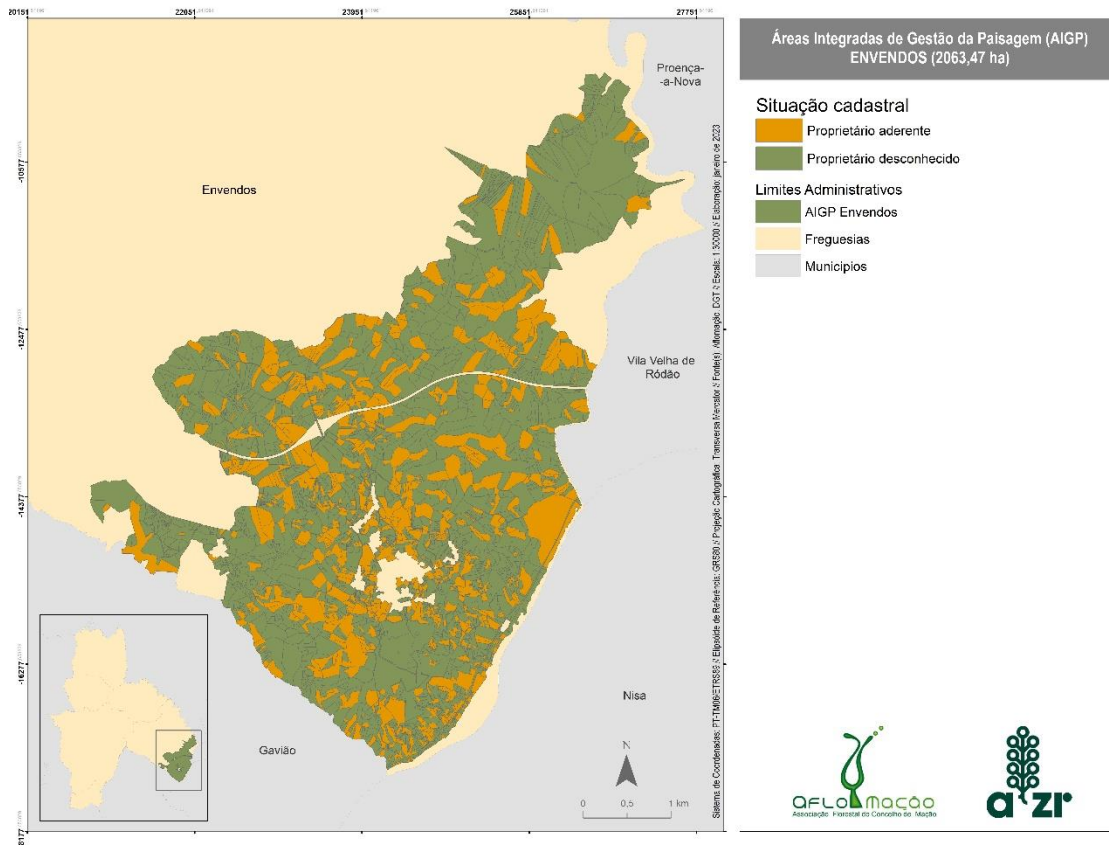 20151
22051
23951
25851
27751
Áreas Integradas de Gestão da Paisagem (AIGP)
ENVENDOS (2063,47 ha)
Situação cadastral
Proprietário aderente
Proprietário desconhecido
Limites Administrativos
AIGP Envendos
Freguesias
Municípios
Proença-
-a-Nova
Envendos
Vila Velha de
Ródão
Nisa
Gavião
-10577
-12477
-14377
-16277
N
0 0,5 1 km
Sistema de Coordenadas: PT-TM06/ETRS89 // Elipsóide de Referência: GRS80 // Projeção Cartográfica: Transversa Mercator // Fonte(s): Aflomação, DGT // Escala: 1:30000 // Elaboração: janeiro de 2023
aflomação
Associação Florestal do Concelho de Mação